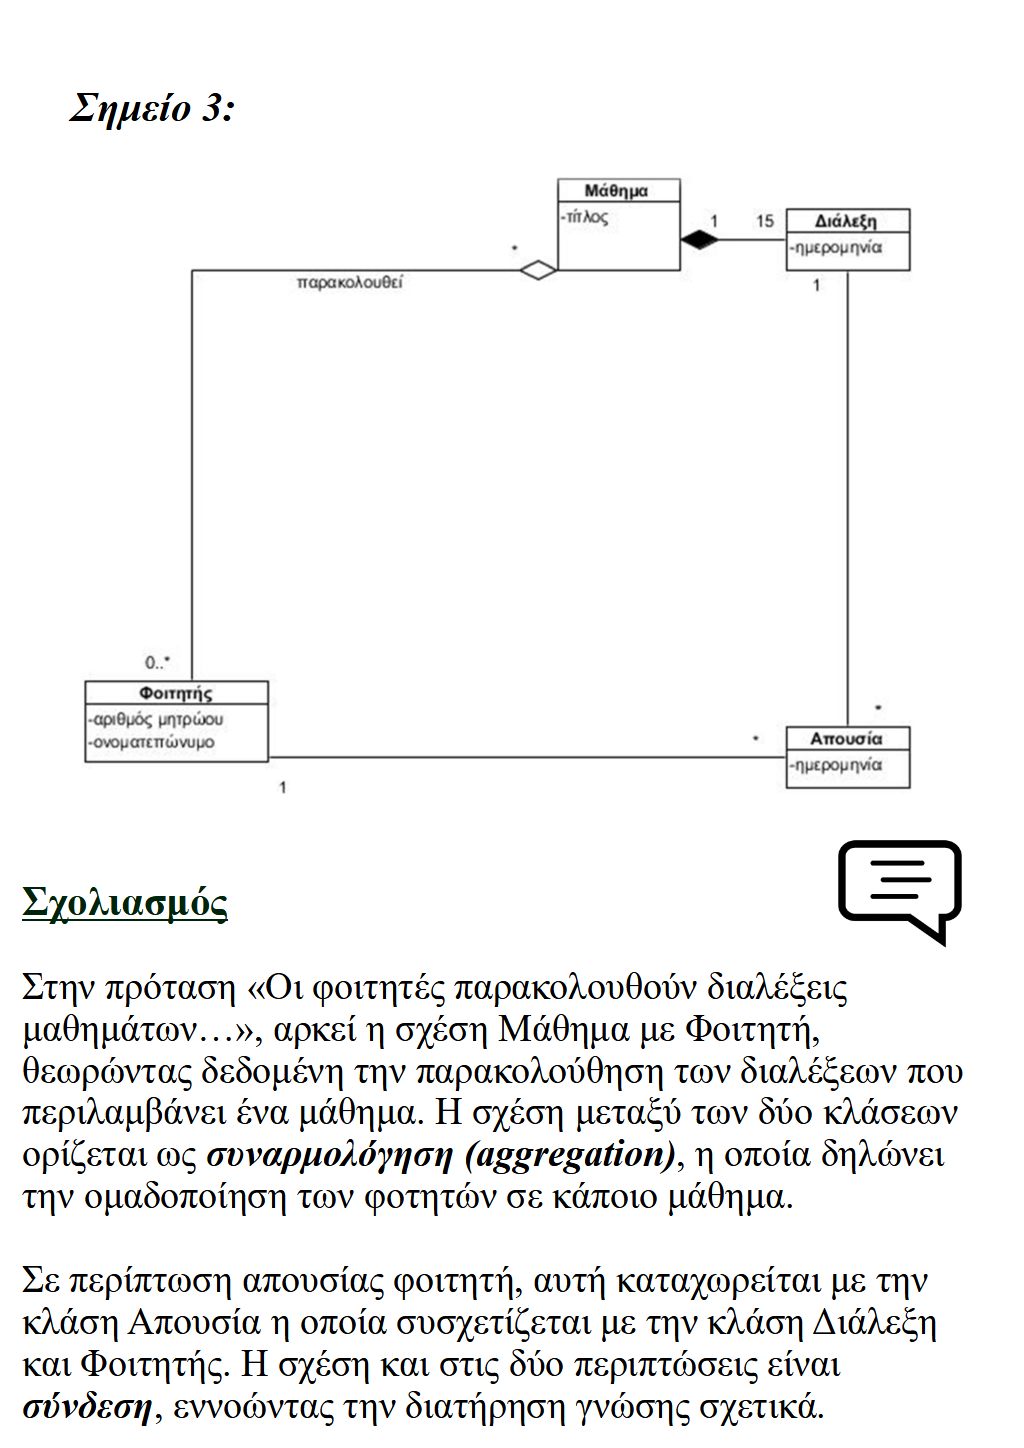 Σημείο 3:
Μάθημα
-τίτλος
1
15
Διάλεξη
-ημερομηνία
*
παρακολουθεί
1
0..*
Φοιτητής
-αριθμός μητρώου
-ονοματεπώνυμο
*
*
Απουσία
-ημερομηνία
1
Σχολιασμός
Στην πρόταση «Οι φοιτητές παρακολουθούν διαλέξεις
μαθημάτων…», αρκεί η σχέση Μάθημα με Φοιτητή,
θεωρώντας δεδομένη την παρακολούθηση των διαλέξεων που
περιλαμβάνει ένα μάθημα. Η σχέση μεταξύ των δύο κλάσεων
ορίζεται ως συναρμολόγηση (aggregation), η οποία δηλώνει
την ομαδοποίηση των φοτητών σε κάποιο μάθημα.
Σε περίπτωση απουσίας φοιτητή, αυτή καταχωρείται με την
κλάση Απουσία η οποία συσχετίζεται με την κλάση Διάλεξη
και Φοιτητής. Η σχέση και στις δύο περιπτώσεις είναι
σύνδεση, εννοώντας την διατήρηση γνώσης σχετικά.